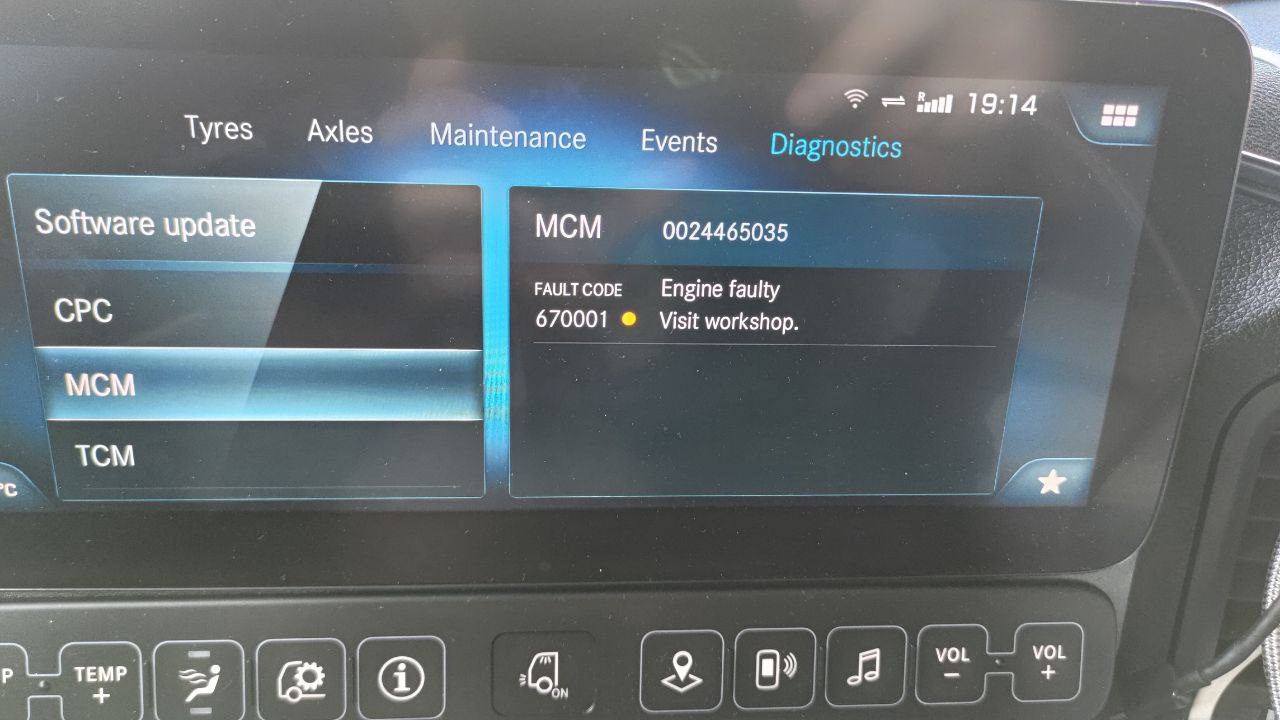 R 19:14
Tyres Axles Maintenance Events Diagnostics
Software update
CPC
MCM
TCM
MCM 0024465035
FAULT CODE Engine faulty
670001 Visit workshop.
°C
P
TEMP
+
i
ON
VOL
−
VOL
+